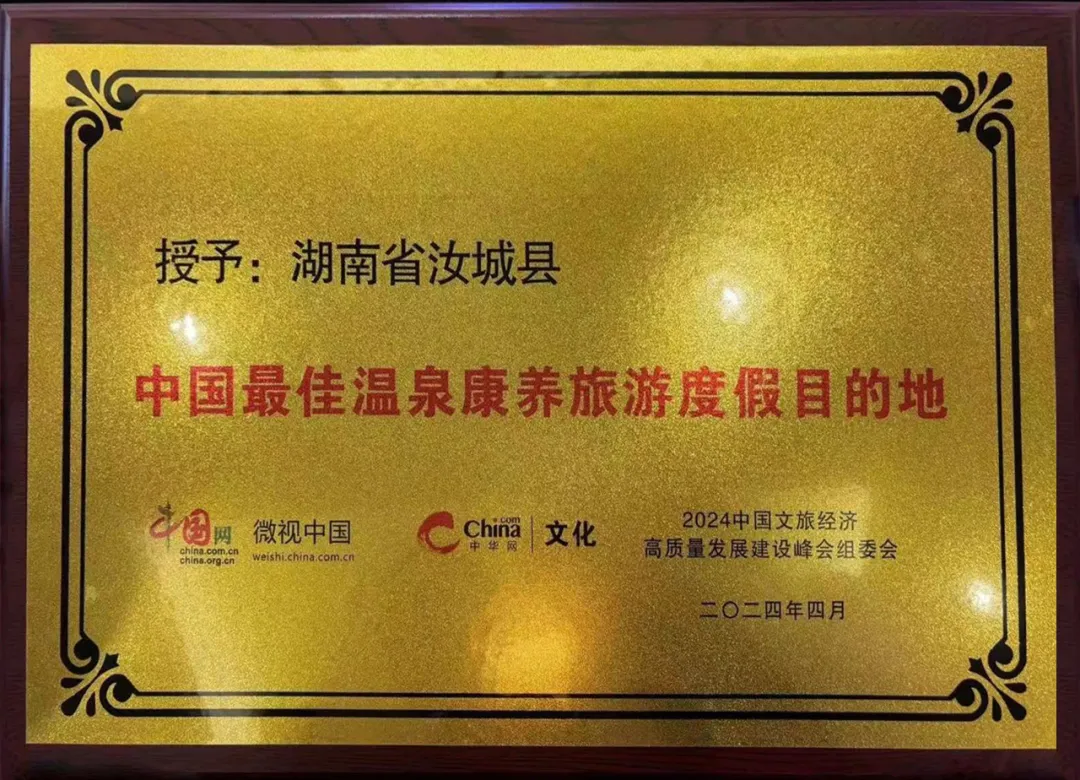 授予：湖南省汝城县
中国最佳温泉康养旅游度假目的地
中国网
china.com.cn
china.org.cn
微视中国
weishi.china.com.cn
China.com
中华网
文化
2024中国文旅经济
高质量发展建设峰会组委会
二〇二四年四月